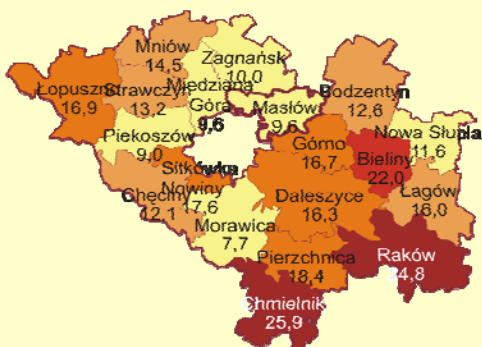 Mniów
14,5
Zagnańsk
10,0
Łopuszno
16,9
Strawczyn
13,2
Miedziana
Góra
9,6
Masłów
9,6
Bodzentyn
12,6
Piekoszów
9,0
Nowa Słupia
11,6
Górno
16,7
Bieliny
22,0
Sitkówka
Nowiny
17,6
Chęciny
12,1
Daleszyce
16,3
Łagów
16,0
Morawica
7,7
Pierzchnica
18,4
Raków
24,8
Chmielnik
25,9